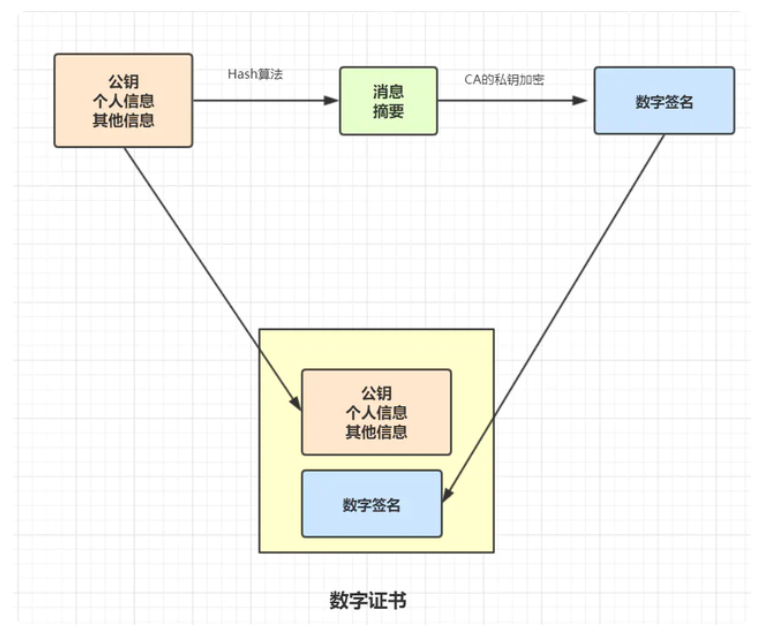 公钥
个人信息
其他信息
Hash算法
消息
摘要
CA的私钥加密
数字签名
公钥
个人信息
其他信息
数字签名
数字证书